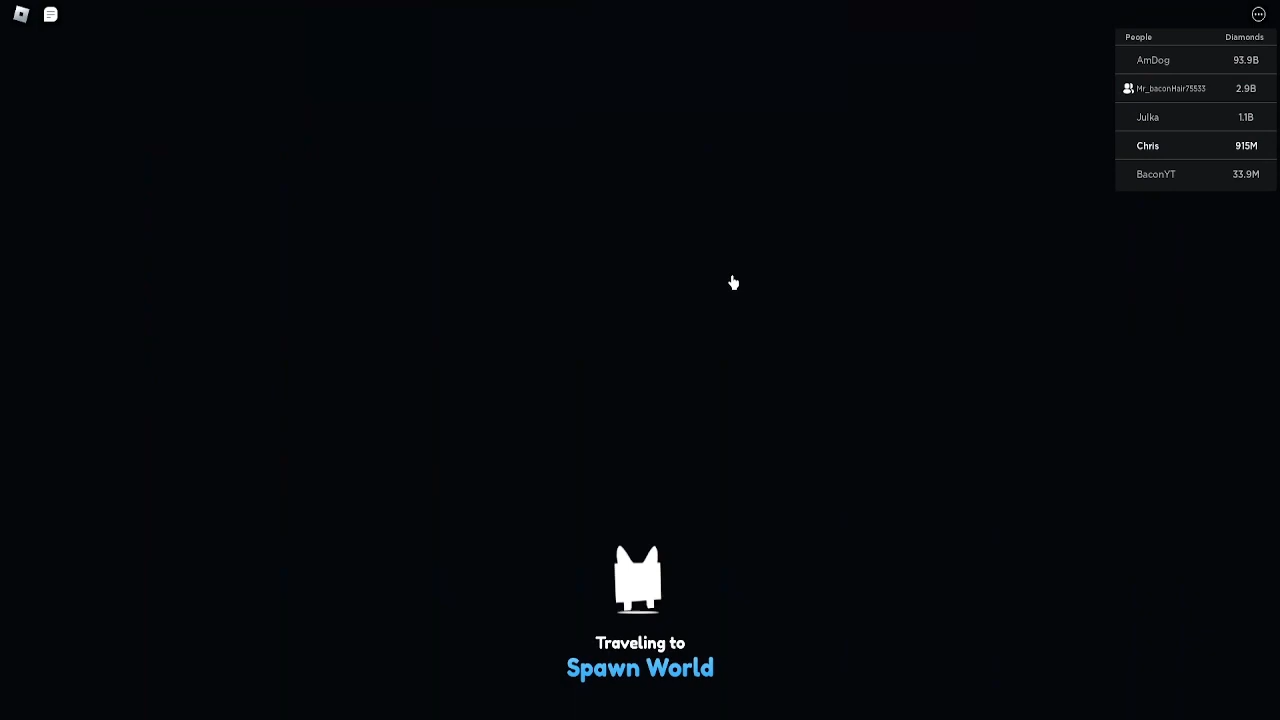 People Diamonds
AmDog 93.9B
Mr_baconHair75533 2.9B
Julka 1.1B
Chris 915M
BaconYT 33.9M
Traveling to
Spawn World